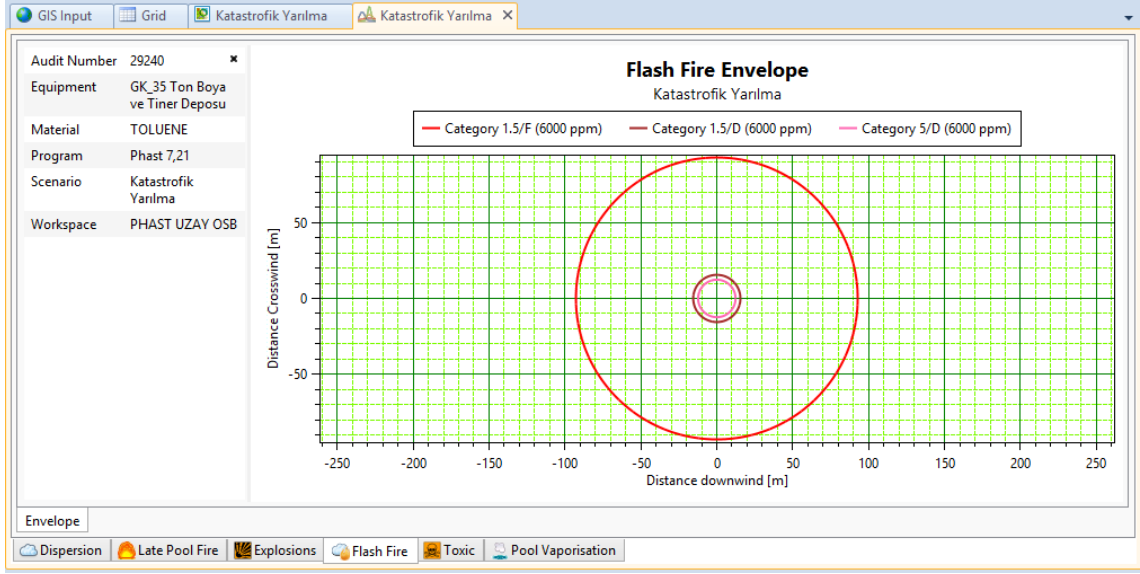 GIS Input Grid Katastrofik Yarılma Katastrofik Yarılma
Audit Number 29240
Equipment GK_35 Ton Boya
ve Tiner Deposu
Material TOLUENE
Program Phast 7,21
Scenario Katastrofik
Yarılma
Workspace PHAST UZAY OSB
Flash Fire Envelope
Katastrofik Yarılma
Category 1.5/F (6000 ppm) Category 1.5/D (6000 ppm) Category 5/D (6000 ppm)
Distance Crosswind [m]
50
0
-50
-250 -200 -150 -100 -50 0 50 100 150 200 250
Distance downwind [m]
Envelope
Dispersion Late Pool Fire Explosions Flash Fire Toxic Pool Vaporisation